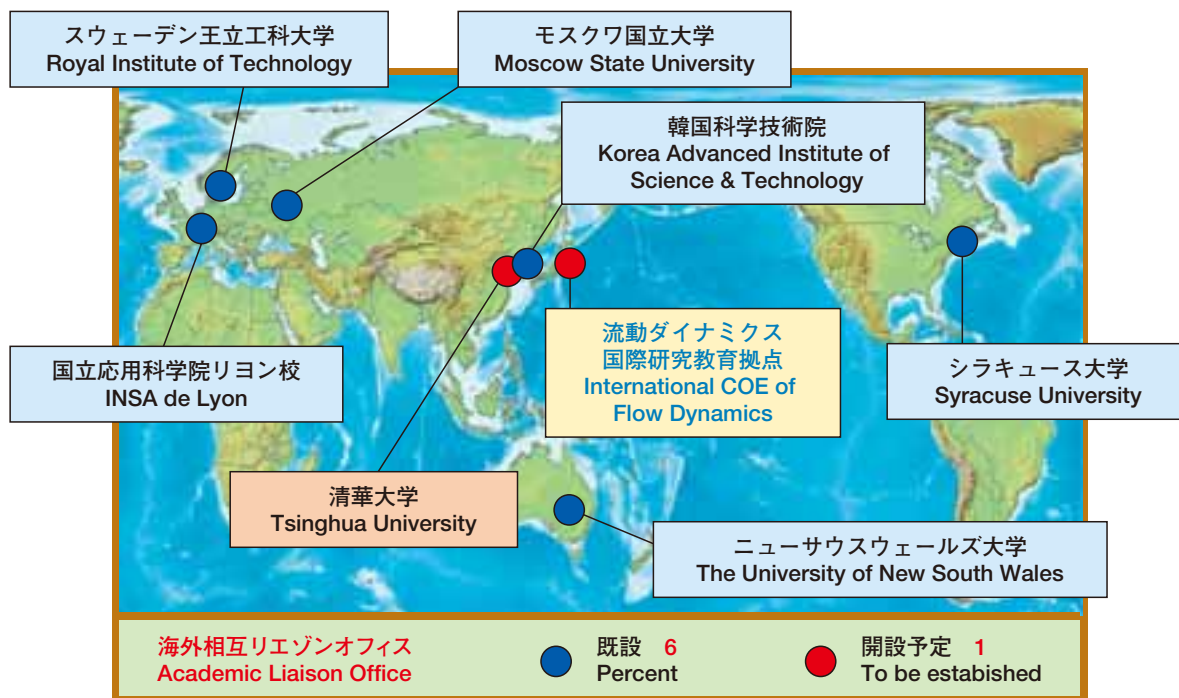 スウェーデン王立工科大学
Royal Institute of Technology
モスクワ国立大学
Moscow State University
韓国科学技術院
Korea Advanced Institute of
Science & Technology
流動ダイナミクス
国際研究教育拠点
International COE of
Flow Dynamics
国立応用科学院リヨン校
INSA de Lyon
シラキュース大学
Syracuse University
清華大学
Tsinghua University
ニューサウスウェールズ大学
The University of New South Wales
海外相互リエゾンオフィス
Academic Liaison Office
既設 6
Percent
開設予定 1
To be estabished